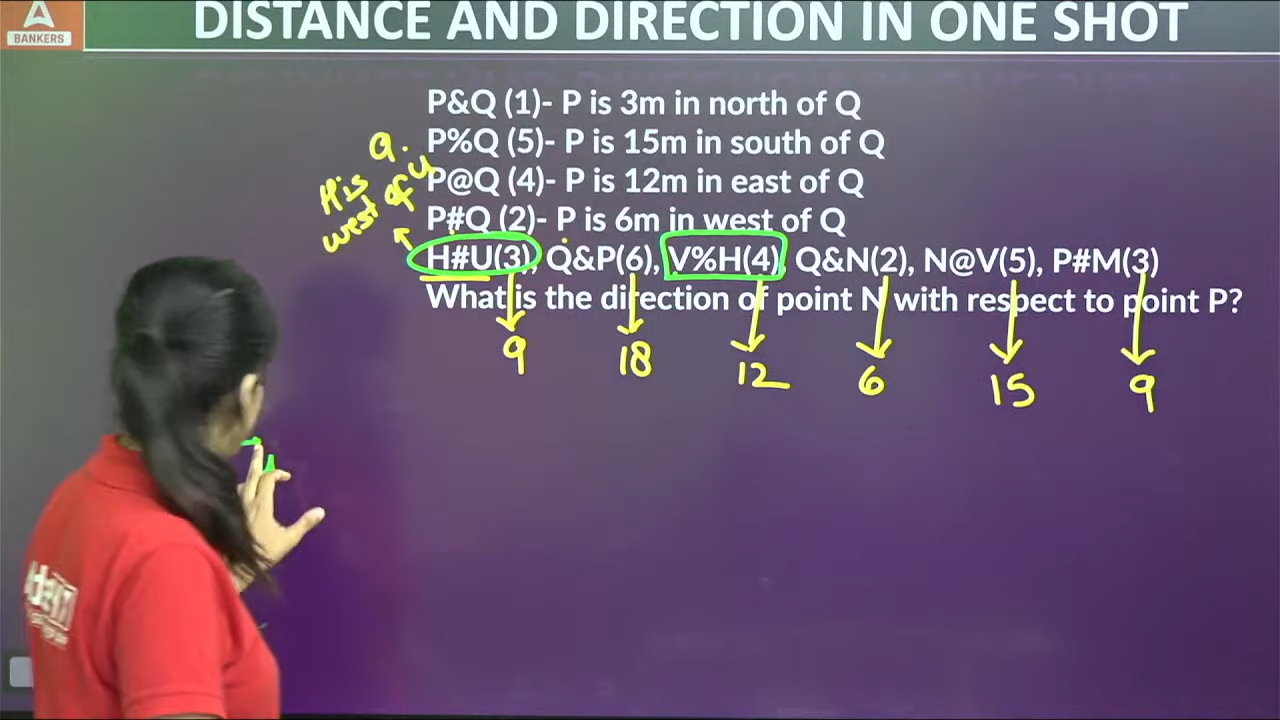 A
BANKERS
DISTANCE AND DIRECTION IN ONE SHOT
P&Q (1)- P is 3m in north of Q
P%Q (5)- P is 15m in south of Q
P@Q (4)- P is 12m in east of Q
P#Q (2)- P is 6m in west of Q
H is
west of U
H#U(3), Q&P(6), V%H(4), Q&N(2), N@V(5), P#M(3)
What is the direction of point N with respect to point P?
9 18 12 6 15 9